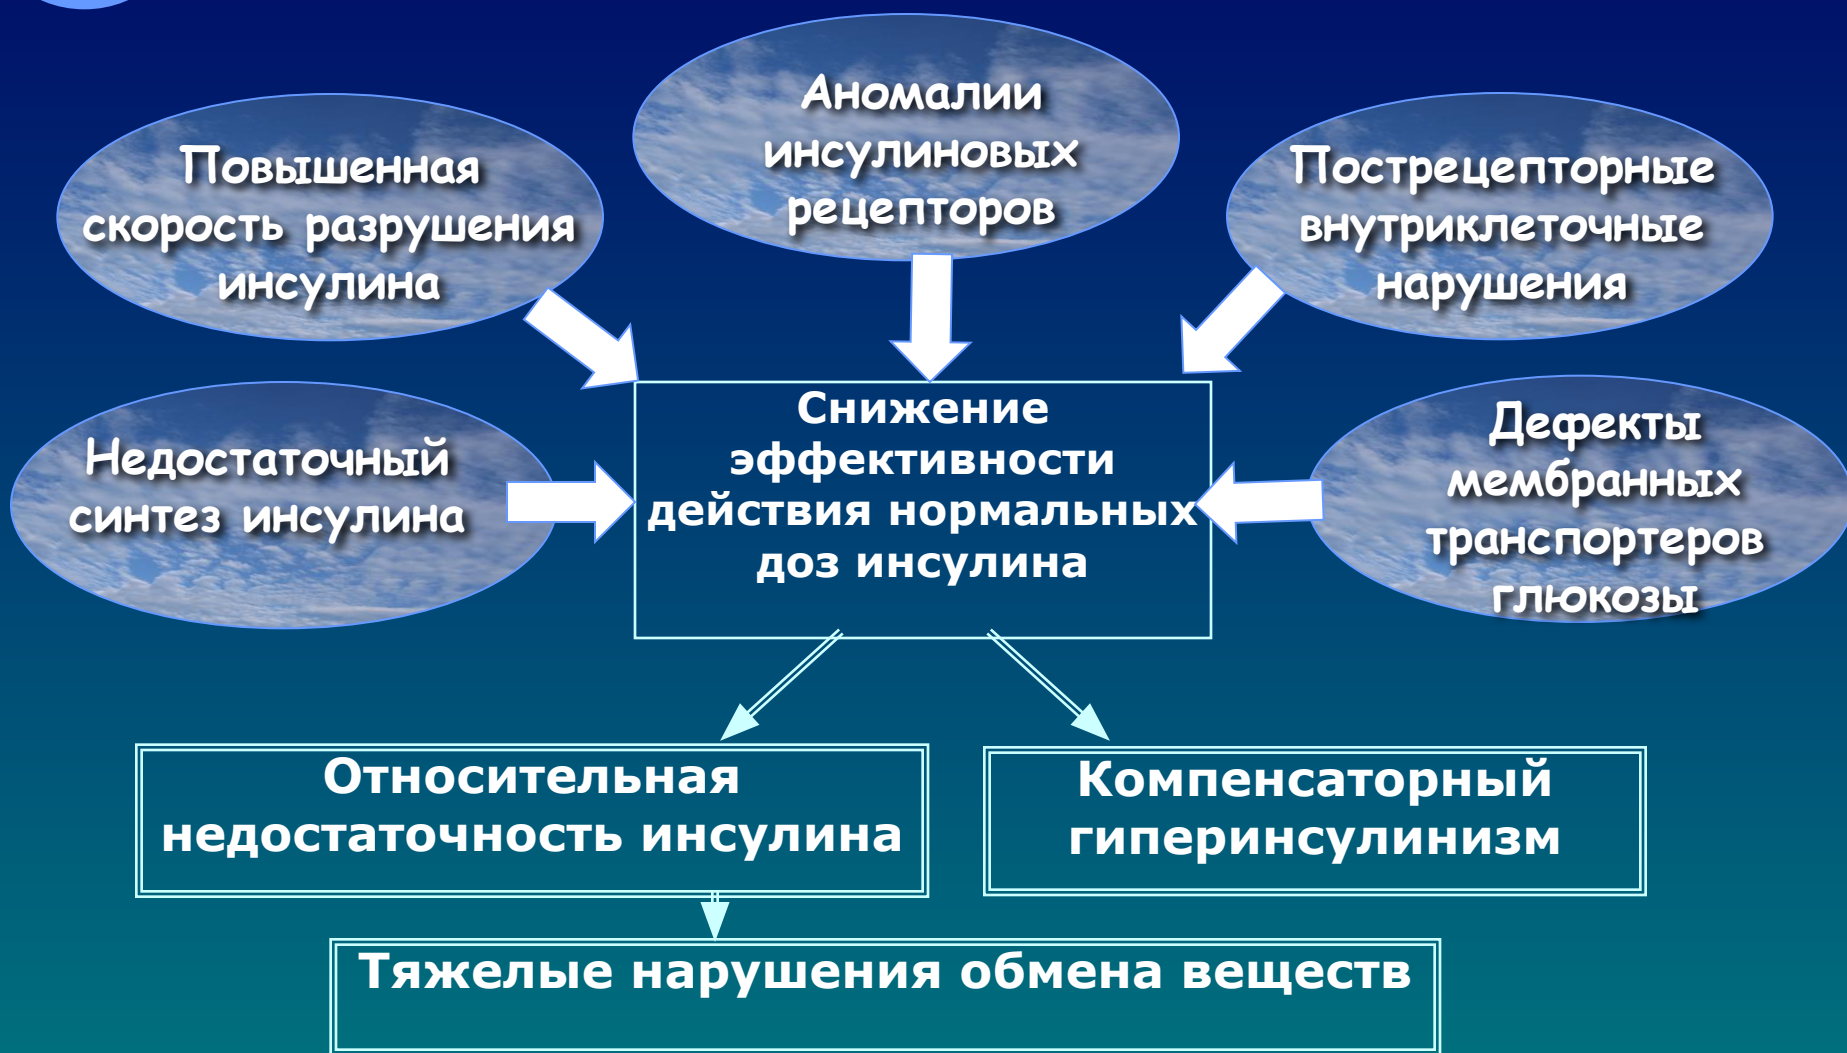 Аномалии
инсулиновых
рецепторов
Повышенная
скорость разрушения
инсулина
Пострецепторные
внутриклеточные
нарушения
Недостаточный
синтез инсулина
Снижение
эффективности
действия нормальных
доз инсулина
Дефекты
мембранных
транспортеров
глюкозы
Относительная
недостаточность инсулина
Компенсаторный
гиперинсулинизм
Тяжелые нарушения обмена веществ